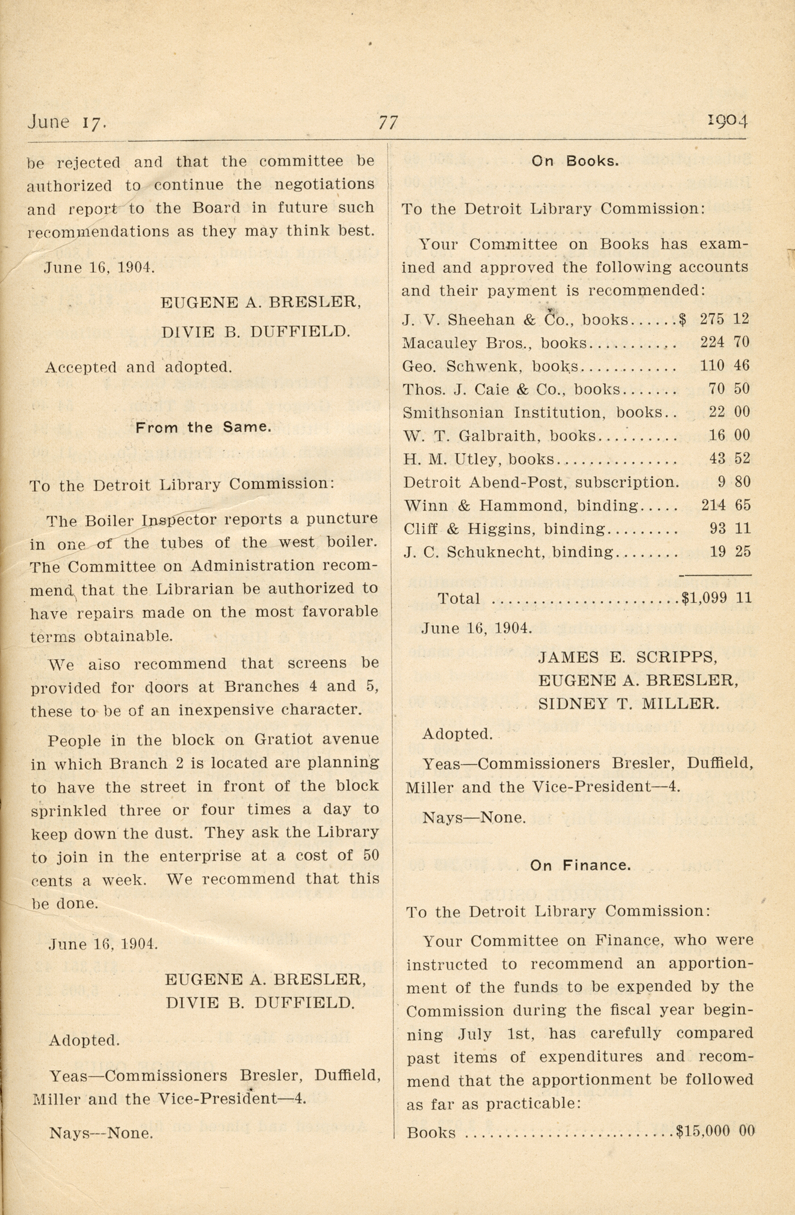 June 17.
77
1904
be rejected and that the committee be
authorized to continue the negotiations
and report to the Board in future such
recommendations as they may think best.
June 16, 1904.
EUGENE A. BRESLER,
DIVIE B. DUFFIELD.
Accepted and adopted.
From the Same.
To the Detroit Library Commission:
The Boiler Inspector reports a puncture
in one of the tubes of the west boiler.
The Committee on Administration recom-
mend that the Librarian be authorized to
have repairs made on the most favorable
terms obtainable.
We also recommend that screens be
provided for doors at Branches 4 and 5,
these to be of an inexpensive character.
People in the block on Gratiot avenue
in which Branch 2 is located are planning
to have the street in front of the block
sprinkled three or four times a day to
keep down the dust. They ask the Library
to join in the enterprise at a cost of 50
cents a week. We recommend that this
be done.
June 16, 1904.
EUGENE A. BRESLER,
DIVIE B. DUFFIELD.
Adopted.
Yeas—Commissioners Bresler, Duffield,
Miller and the Vice-President—4.
Nays—None.
On Books.
To the Detroit Library Commission:
Your Committee on Books has exam-
ined and approved the following accounts
and their payment is recommended:
J. V. Sheehan & Co., books......$ 275 12
Macauley Bros., books........... 224 70
Geo. Schwenk, books............ 110 46
Thos. J. Caie & Co., books....... 70 50
Smithsonian Institution, books.. 22 00
W. T. Galbraith, books.......... 16 00
H. M. Utley, books............... 43 52
Detroit Abend-Post, subscription. 9 80
Winn & Hammond, binding..... 214 65
Cliff & Higgins, binding......... 93 11
J. C. Schuknecht, binding........ 19 25
Total .......................$1,099 11
June 16, 1904.
JAMES E. SCRIPPS,
EUGENE A. BRESLER,
SIDNEY T. MILLER.
Adopted.
Yeas—Commissioners Bresler, Duffield,
Miller and the Vice-President—4.
Nays—None.
On Finance.
To the Detroit Library Commission:
Your Committee on Finance, who were
instructed to recommend an apportion-
ment of the funds to be expended by the
Commission during the fiscal year begin-
ning July 1st, has carefully compared
past items of expenditures and recom-
mend that the apportionment be followed
as far as practicable:
Books ..........................$15,000 00